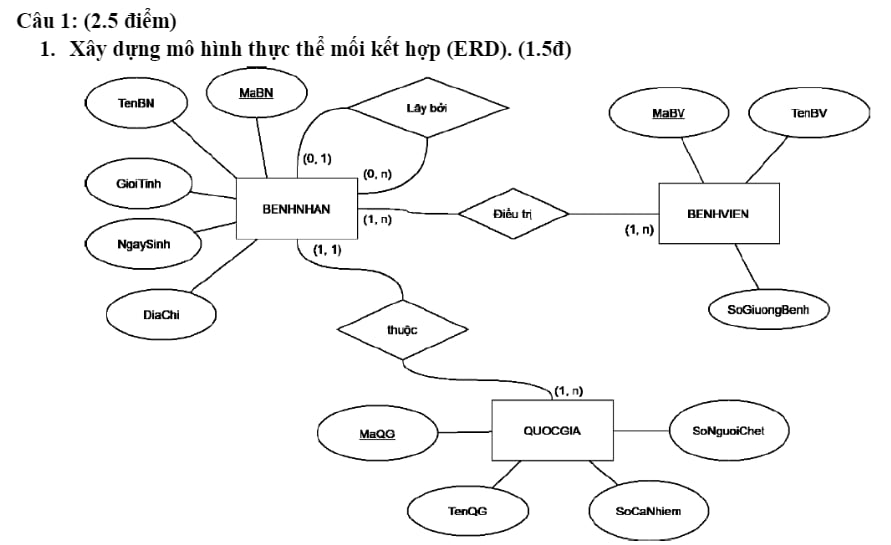 Câu 1: (2.5 điểm)
1. Xây dựng mô hình thực thể mối kết hợp (ERD). (1.5đ)
MaBN
TenBN
Lây bởi
MaBV
TenBV
(0, 1)
(0, n)
GioiTinh
BENHNHAN
(1, n)
Điều trị
(1, n)
BENHVIEN
NgaySinh
(1, 1)
DiaChi
SoGiuongBenh
thuộc
(1, n)
MaQG
QUOCGIA
SoNguoiChet
TenQG
SoCaNhiem